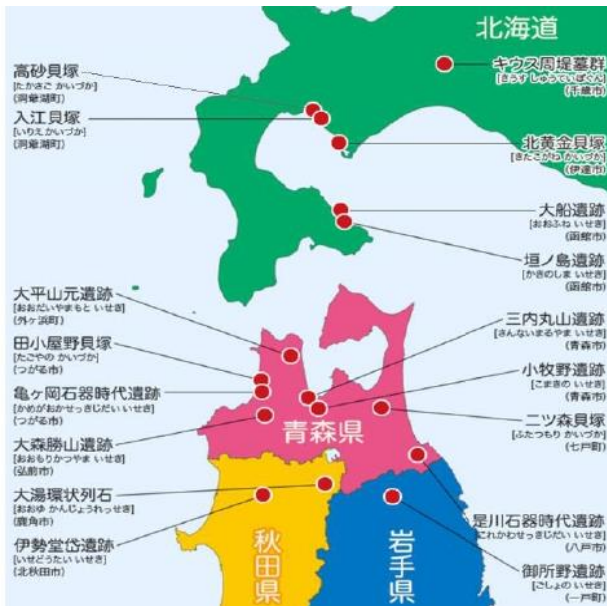 北海道
高砂貝塚
[たかさご かいづか]
(洞爺湖町)
入江貝塚
[いりえ かいづか]
(洞爺湖町)
キウス周堤墓群
[きうす しゅうていぼぐん]
(千歳市)
北黄金貝塚
[きたこがね かいづか]
(伊達市)
大船遺跡
[おおふね いせき]
(函館市)
垣ノ島遺跡
[かきのしま いせき]
(函館市)
大平山元遺跡
[おおだいやまもと いせき]
(外ヶ浜町)
田小屋野貝塚
[たごやの かいづか]
(つがる市)
亀ヶ岡石器時代遺跡
[かめがおかせっきじだい いせき]
(つがる市)
大森勝山遺跡
[おおもりかつやま いせき]
(弘前市)
大湯環状列石
[おおゆ かんじょうれっせき]
(鹿角市)
伊勢堂岱遺跡
[いせどうたい いせき]
(北秋田市)
三内丸山遺跡
[さんないまるやま いせき]
(青森市)
小牧野遺跡
[こまきの いせき]
(青森市)
二ツ森貝塚
[ふたつもり かいづか]
(七戸町)
是川石器時代遺跡
[これかわせっきじだい いせき]
(八戸市)
御所野遺跡
[ごしょの いせき]
(一戸町)
青森県
秋田県
岩手県